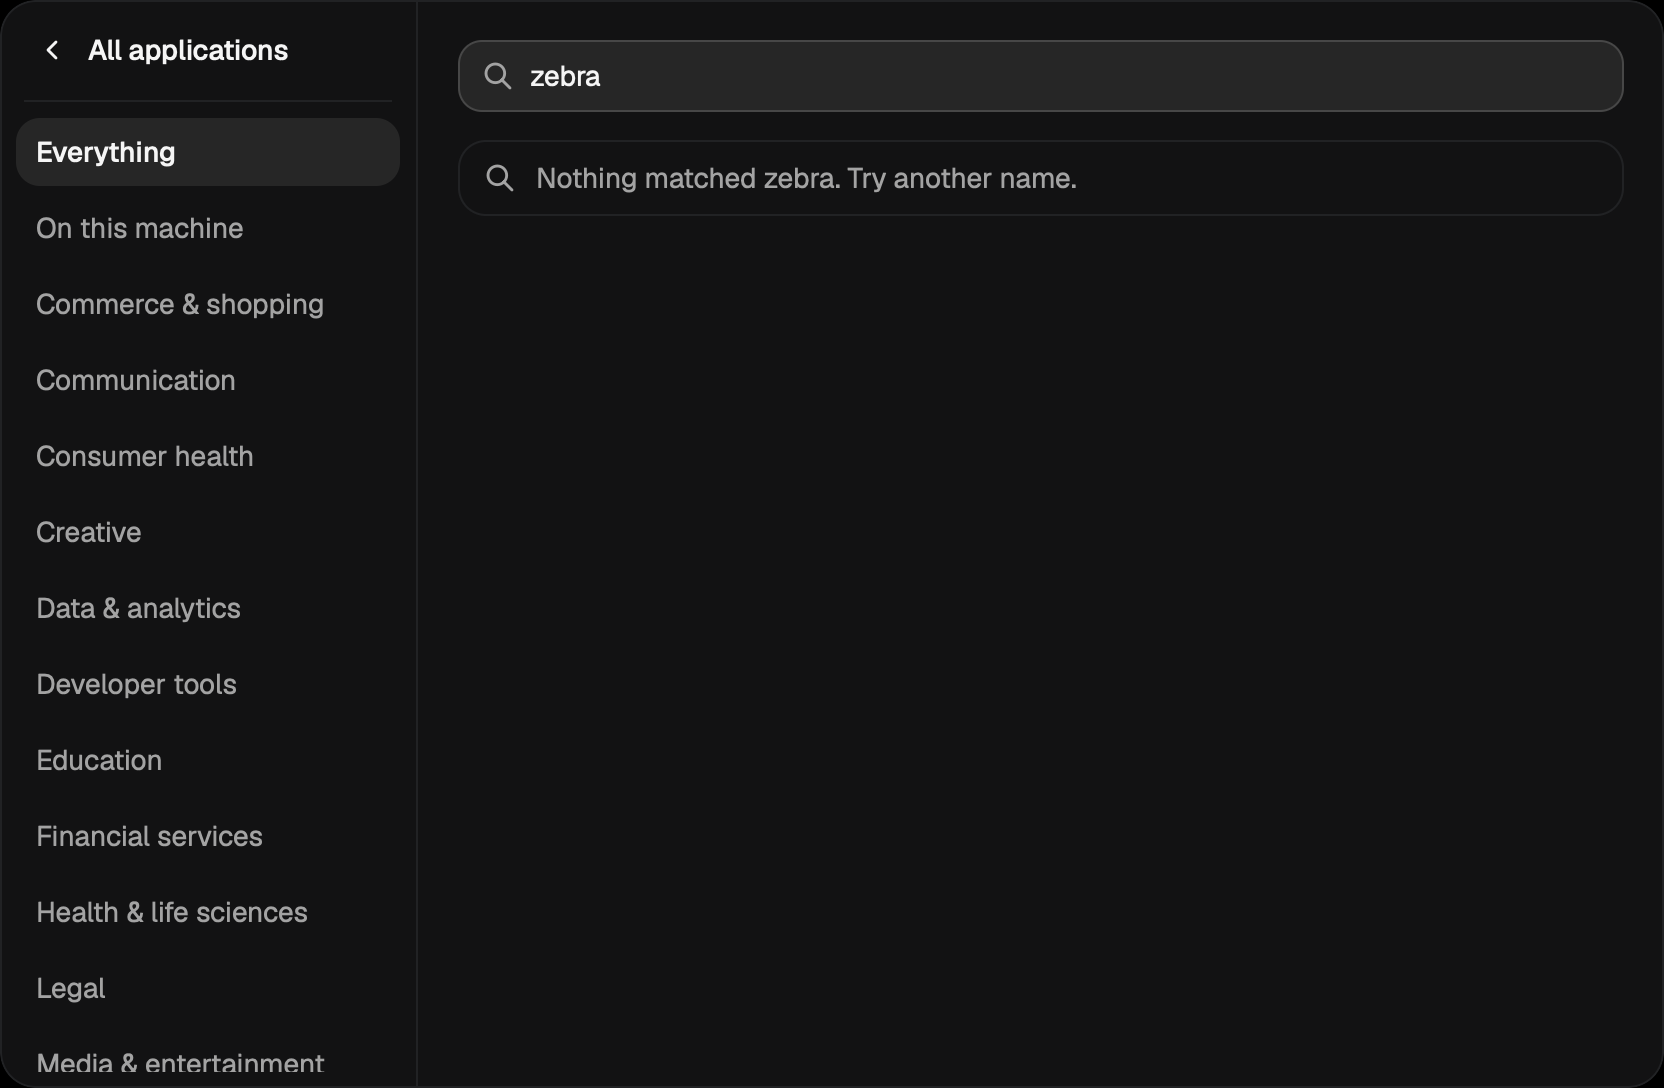 All applications
Everything
On this machine
Commerce & shopping
Communication
Consumer health
Creative
Data & analytics
Developer tools
Education
Financial services
Health & life sciences
Legal
Media & entertainment
zebra
Nothing matched zebra. Try another name.